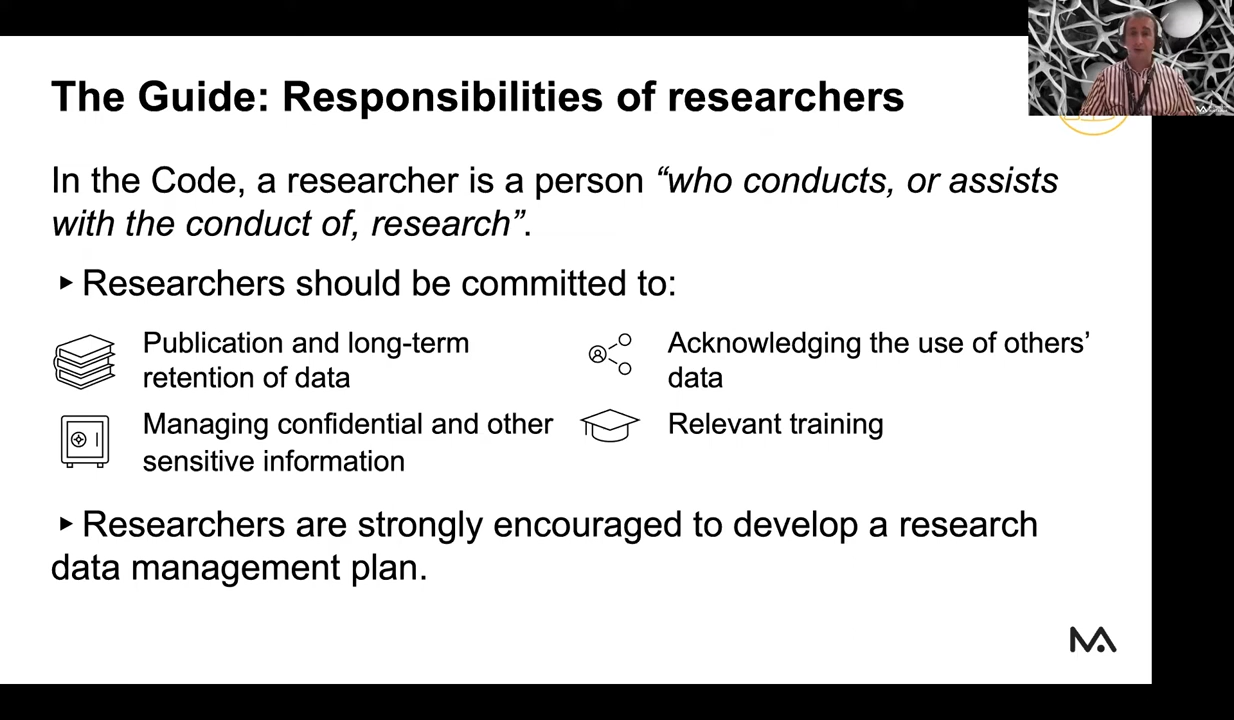 The Guide: Responsibilities of researchers
In the Code, a researcher is a person “who conducts, or assists
with the conduct of, research”.
▸Researchers should be committed to:
Publication and long-term
retention of data
Managing confidential and other
sensitive information
Acknowledging the use of others’
data
Relevant training
▸Researchers are strongly encouraged to develop a research
data management plan.